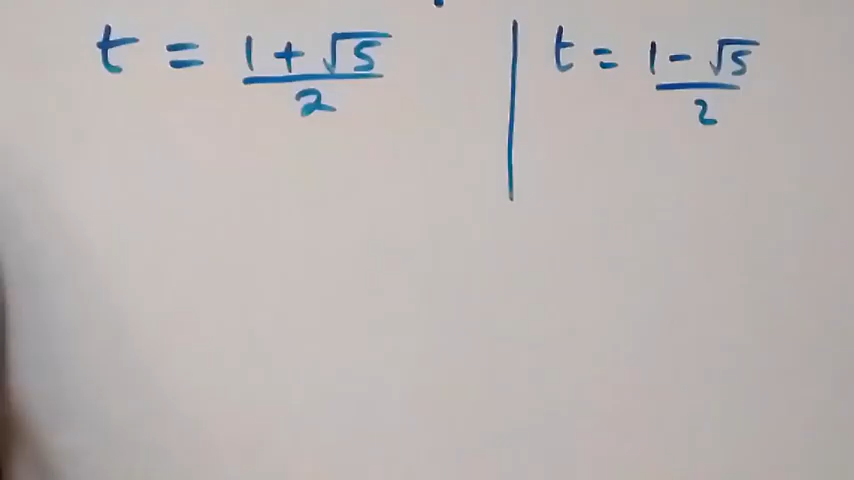 t = (1 + √5)/2 | t = (1 - √5)/2